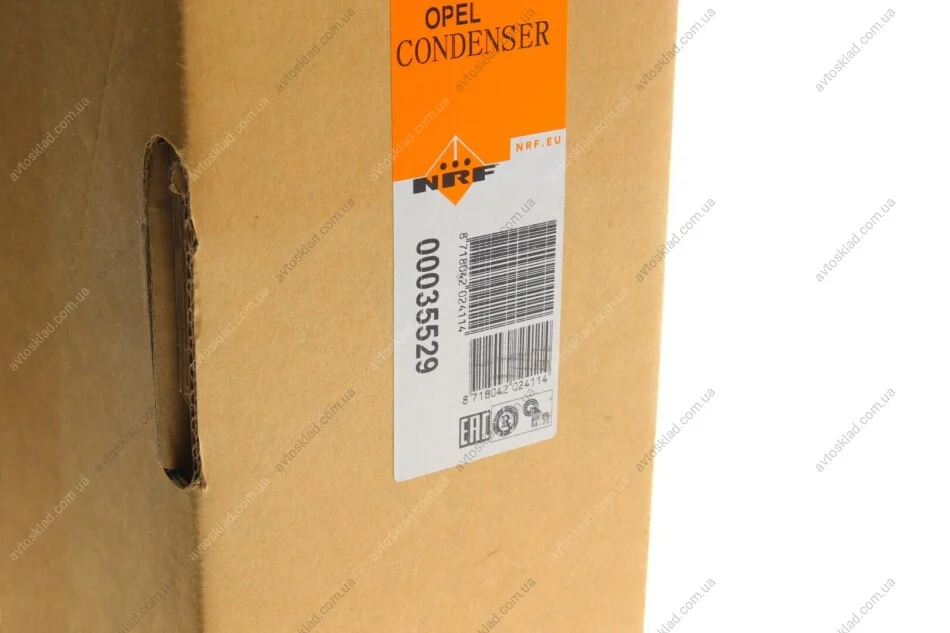 OPEL
CONDENSER
NRF.EU
NRF
00035529
8 718042 024114
8 718042 024114
EAC
avtosklad.com.ua